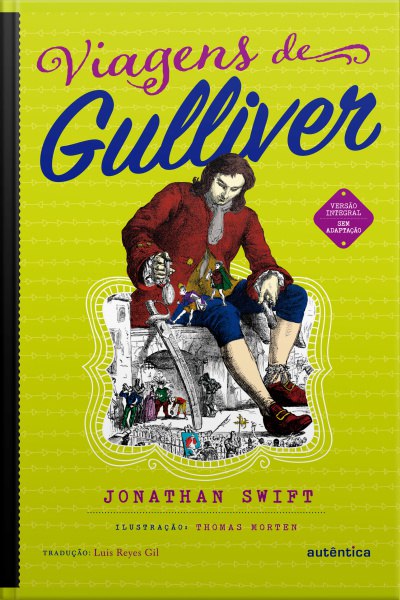 Viagens de
Gulliver
VERSÃO
INTEGRAL
SEM
ADAPTAÇÃO
JONATHAN SWIFT
ILUSTRAÇÃO: THOMAS MORTEN
TRADUÇÃO: Luis Reyes Gil
autêntica